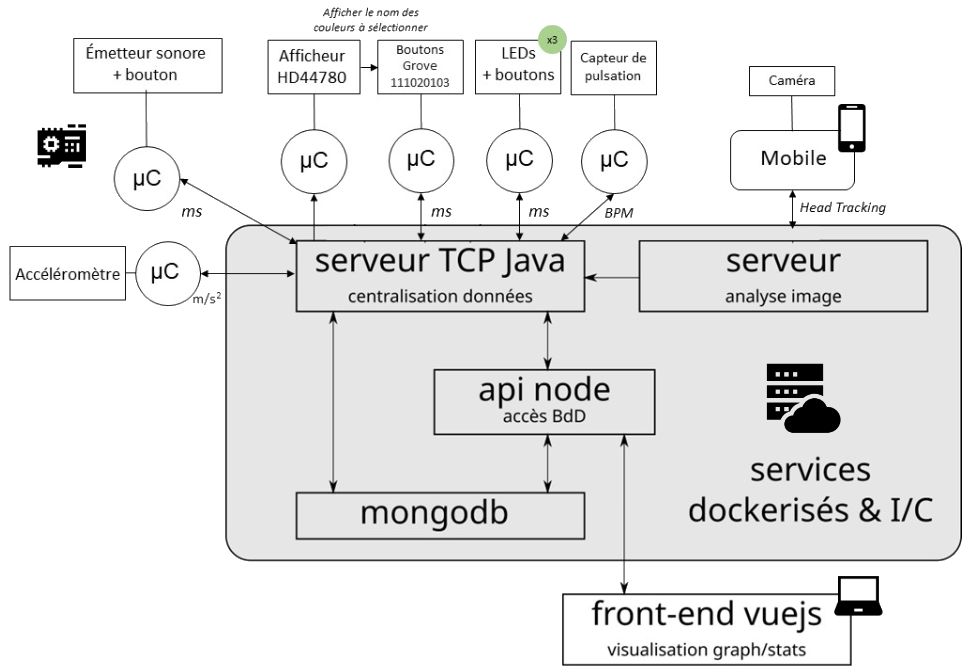 Afficher le nom des
couleurs à sélectionner
Émetteur sonore
+ bouton
Afficheur
HD44780
Boutons
Grove
111020103
LEDs
+ boutons
x3
Capteur de
pulsation
Caméra
μC
μC
μC
μC
μC
Mobile
ms
ms
ms
BPM
Head Tracking
Accéléromètre
μC
m/s²
serveur TCP Java
centralisation données
serveur
analyse image
api node
accès BdD
mongodb
services
dockerisés & I/C
front-end vuejs
visualisation graph/stats